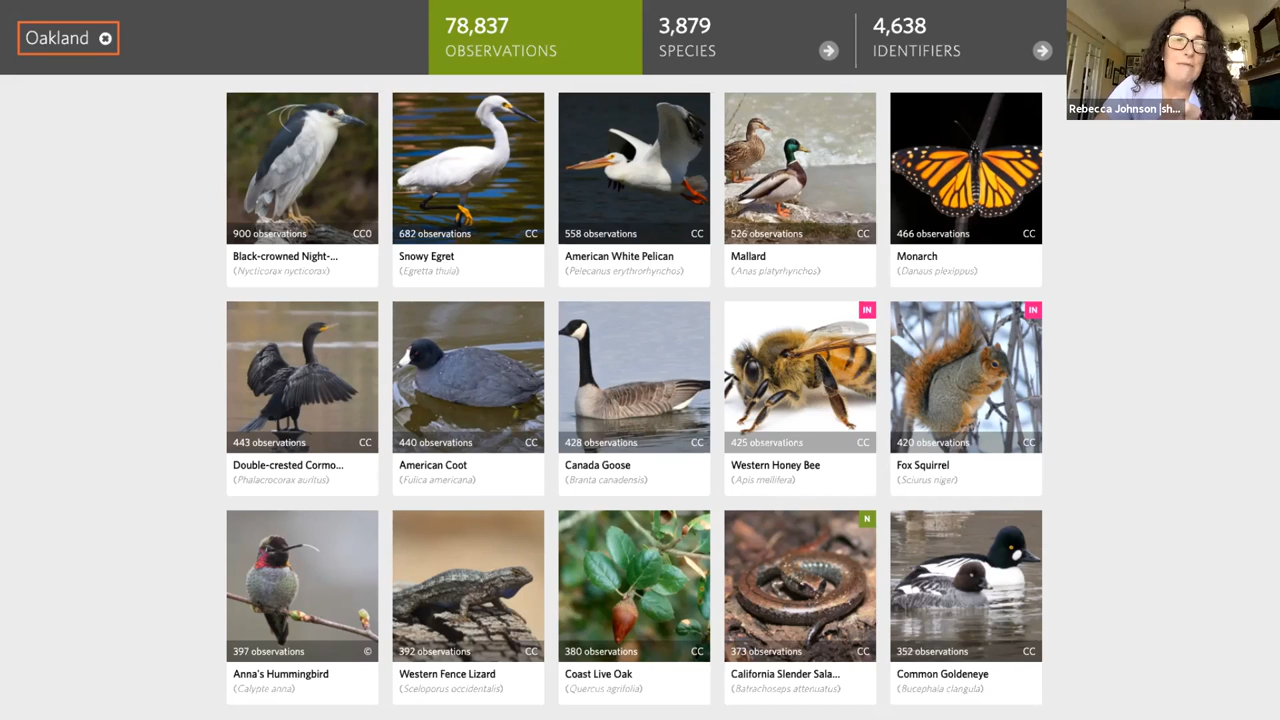 Oakland
78,837
OBSERVATIONS
3,879
SPECIES
4,638
IDENTIFIERS
Rebecca Johnson |sh...
900 observations CC0
Black-crowned Night-...
(Nycticorax nycticorax)
682 observations CC
Snowy Egret
(Egretta thula)
558 observations CC
American White Pelican
(Pelecanus erythrorhynchos)
526 observations CC
Mallard
(Anas platyrhynchos)
466 observations CC
Monarch
(Danaus plexippus)
443 observations CC
Double-crested Cormo...
(Phalacrocorax auritus)
440 observations CC
American Coot
(Fulica americana)
428 observations CC
Canada Goose
(Branta canadensis)
IN
425 observations CC
Western Honey Bee
(Apis mellifera)
IN
420 observations CC
Fox Squirrel
(Sciurus niger)
397 observations ©
Anna's Hummingbird
(Calypte anna)
392 observations CC
Western Fence Lizard
(Sceloporus occidentalis)
380 observations CC
Coast Live Oak
(Quercus agrifolia)
N
373 observations CC
California Slender Sala...
(Batrachoseps attenuatus)
352 observations CC
Common Goldeneye
(Bucephala clangula)